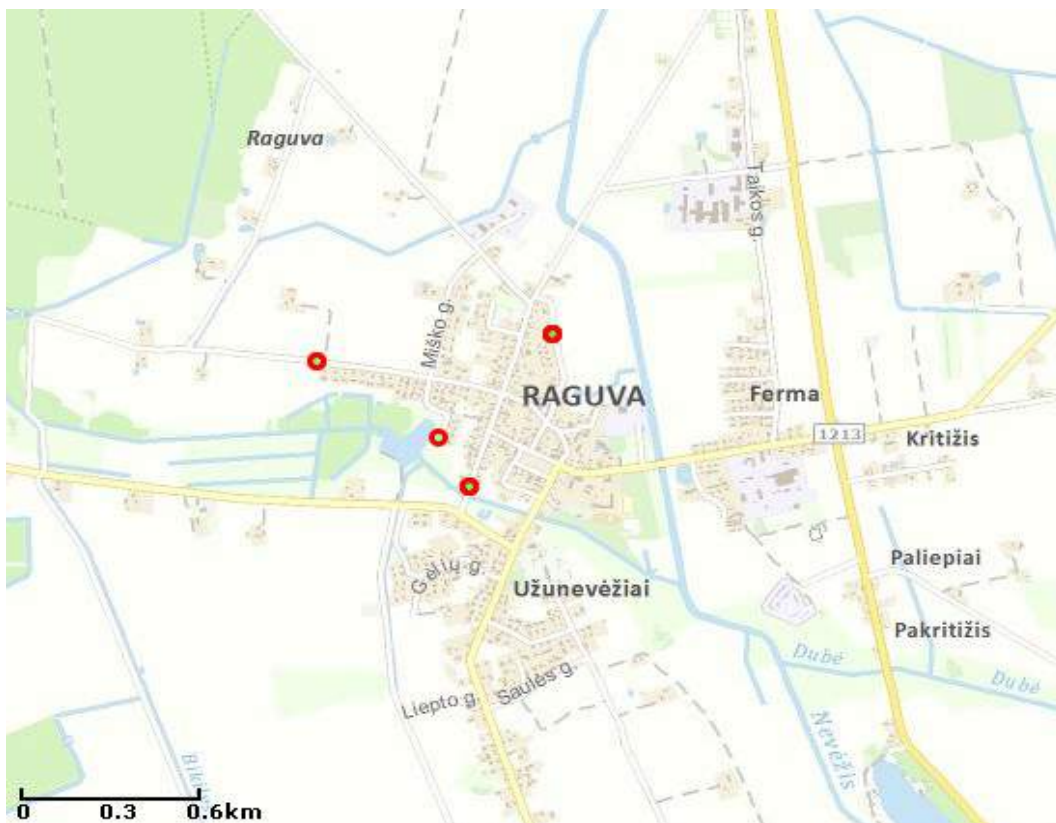 Raguva
Taikos g.
Miško g.
RAGUVA
Ferma
1213
Kritižis
Paliepiai
Gėlių g.
Užunevėžiai
Pakritižis
Dubė
Dubė
Saulės g.
Liepto g.
Nevėžis
0 0.3 0.6km